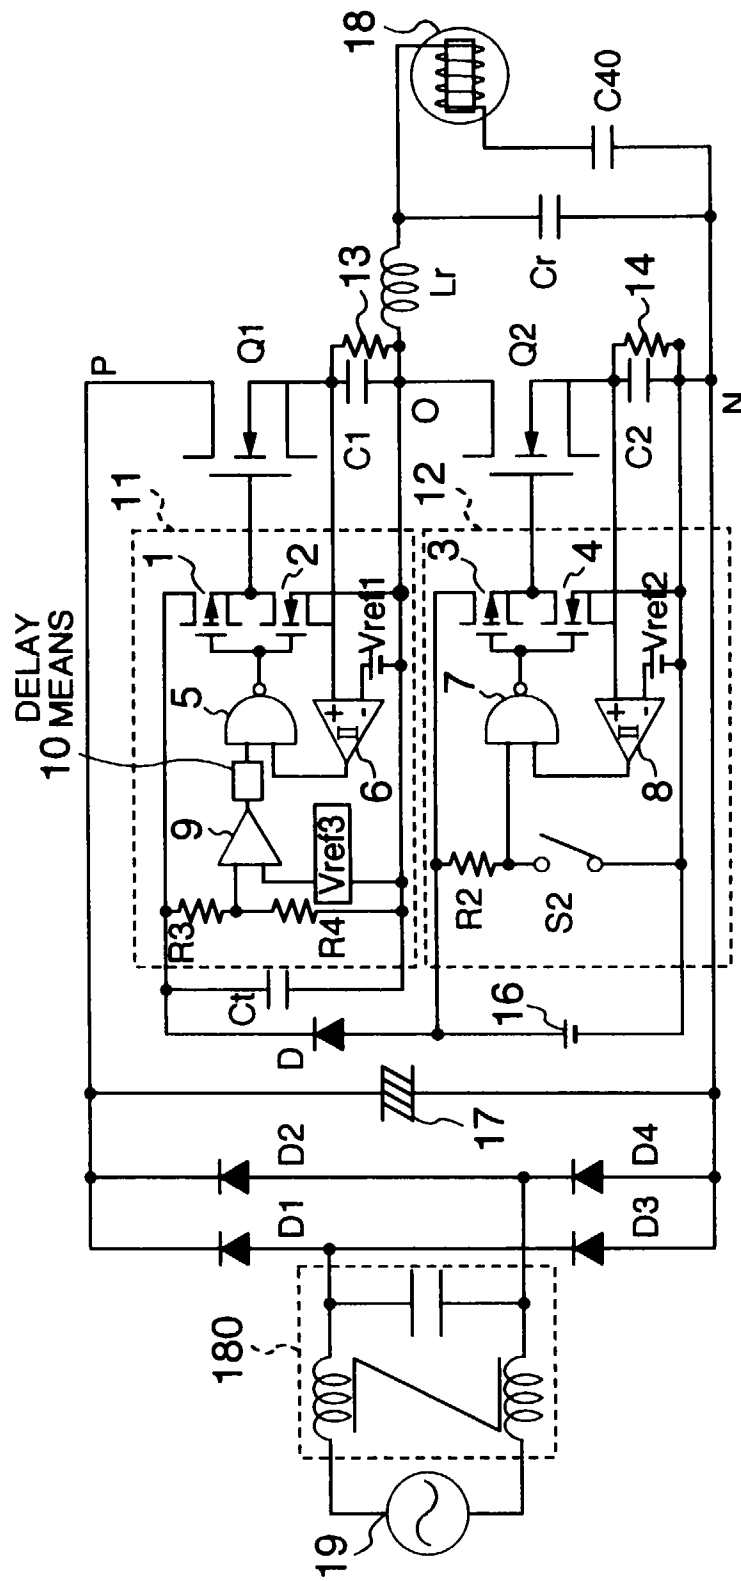 19
180
D1
D2
D3
D4
17
16
D
Ct
R3
R4
Vref3
9
DELAY
10 MEANS
5
6
+
-
Vref1
1
2
11
P
Q1
C1
13
O
Lr
Cr
18
C40
R2
S2
7
8
+
-
Vref2
3
4
12
Q2
C2
14
N